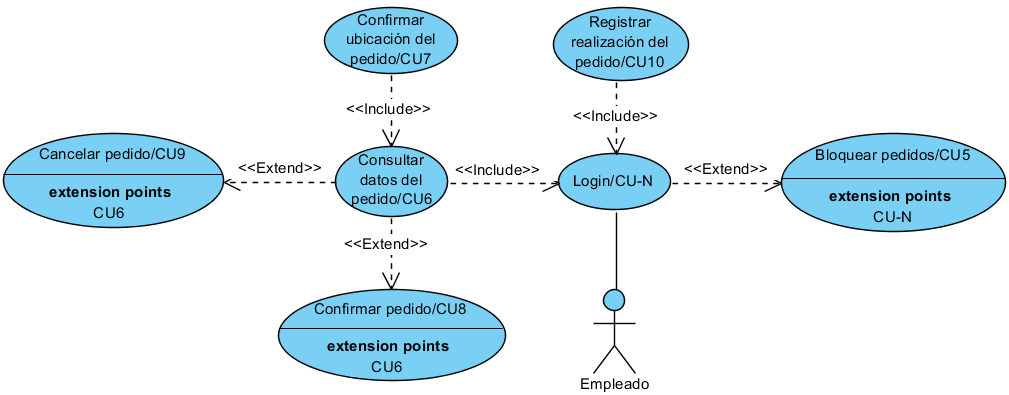 Confirmar
ubicación del
pedido/CU7
Registrar
realización del
pedido/CU10
<<Include>>
<<Include>>
Cancelar pedido/CU9
extension points
CU6
<<Extend>>
Consultar
datos del
pedido/CU6
<<Include>>
Login/CU-N
<<Extend>>
Bloquear pedidos/CU5
extension points
CU-N
<<Extend>>
Confirmar pedido/CU8
extension points
CU6
Empleado